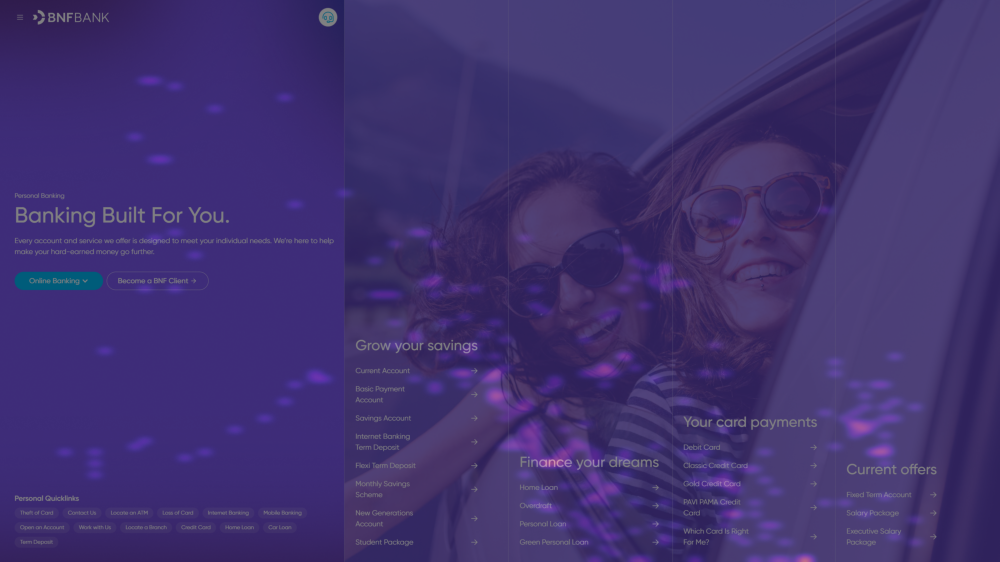 BNFBANK
Personal Banking
Banking Built For You.
Every account and service we offer is designed to meet your individual needs. We're here to help
make your hard-earned money go further.
Online Banking
Become a BNF Client →
Personal Quicklinks
Theft of Card
Contact Us
Locate an ATM
Loss of Card
Internet Banking
Mobile Banking
Open an Account
Work with Us
Locate a Branch
Credit Card
Home Loan
Car Loan
Term Deposit
Grow your savings
Current Account →
Basic Payment
Account →
Savings Account →
Internet Banking
Term Deposit →
Flexi Term Deposit →
Monthly Savings
Scheme →
New Generations
Account →
Student Package →
Finance your dreams
Home Loan →
Overdraft →
Personal Loan →
Green Personal Loan →
Your card payments
Debit Card →
Classic Credit Card →
Gold Credit Card →
PAVI PAMA Credit
Card →
Which Card Is Right
For Me? →
Current offers
Fixed Term Account →
Salary Package →
Executive Salary
Package →